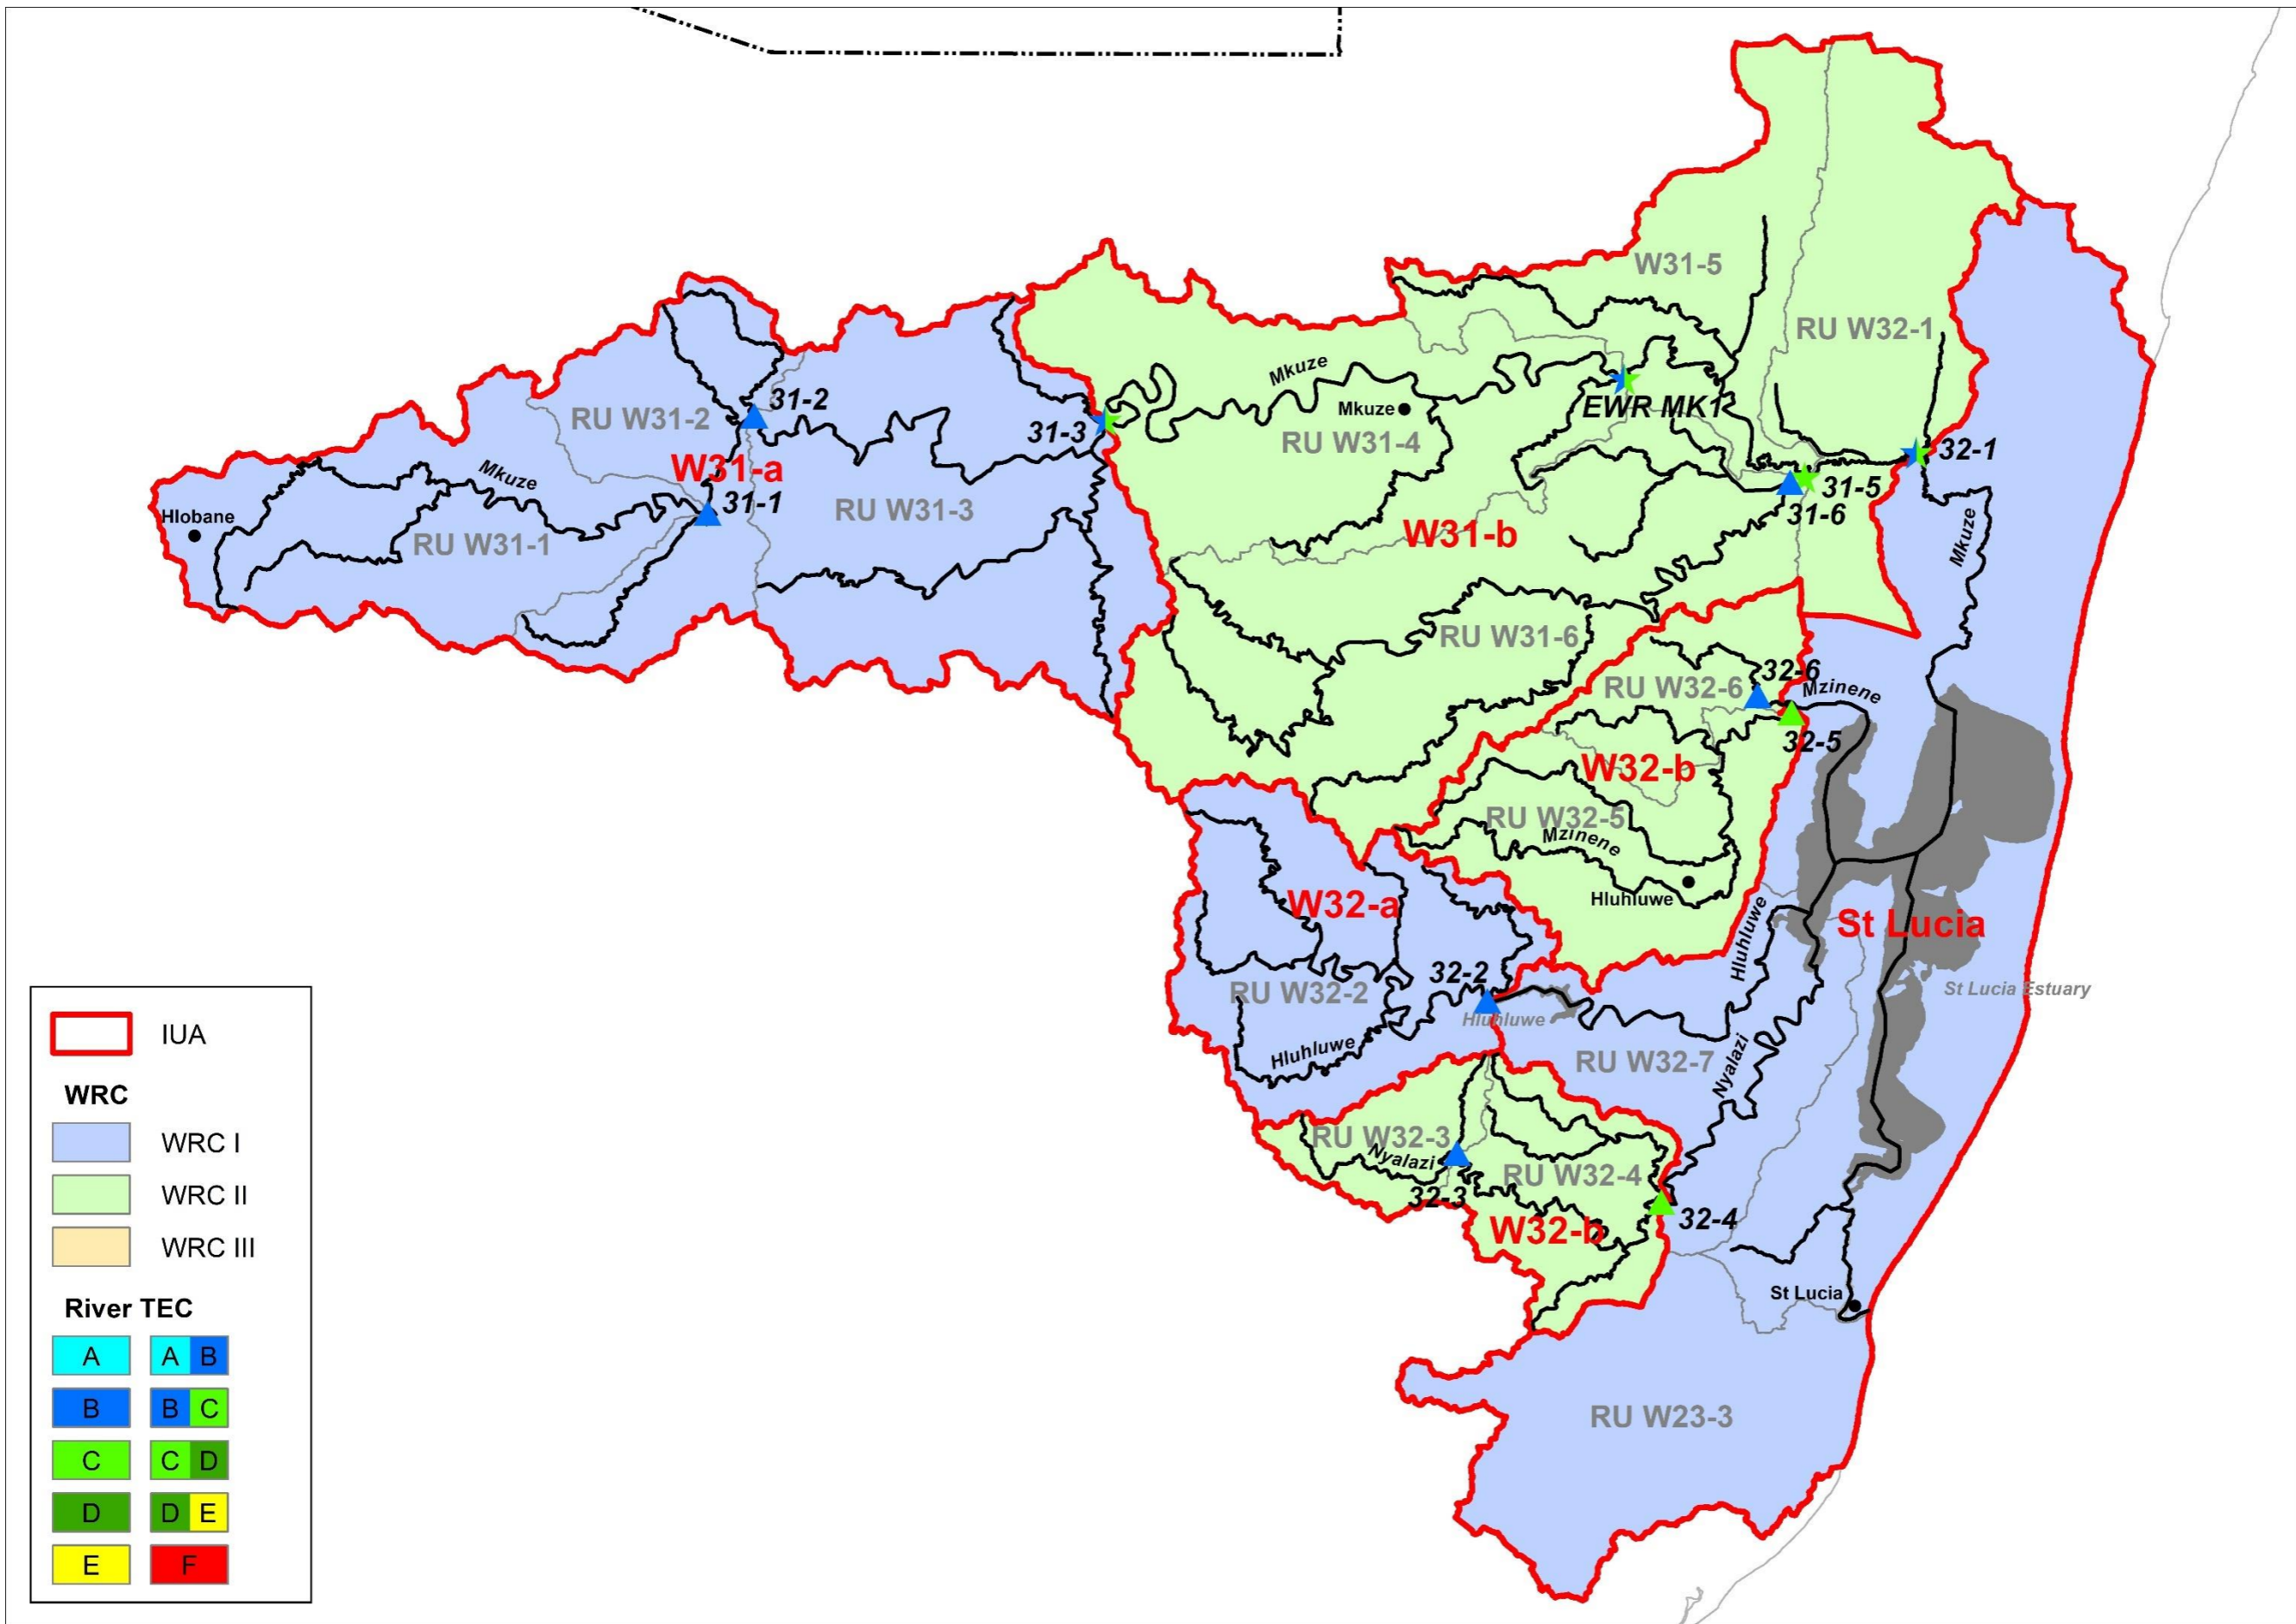 W31-5
RU W32-1
Mkuze
Mkuze
RU W31-4
EWR MK1
31-2
RU W31-2
31-3
32-1
W31-a
Mkuze
31-1
31-5
31-6
Hlobane
RU W31-1
RU W31-3
W31-b
Mkuze
RU W31-6
32-6
RU W32-6
Mzinene
32-5
W32-b
RU W32-5
Mzinene
Hluhluwe
W32-a
Hluhluwe
St Lucia
32-2
RU W32-2
St Lucia Estuary
Hluhluwe
Hluhluwe
RU W32-7
Nyalazi
RU W32-3
Nyalazi
RU W32-4
32-3
W32-b
32-4
St Lucia
RU W23-3
IUA
WRC
WRC I
WRC II
WRC III
River TEC
A A B
B B C
C C D
D D E
E F